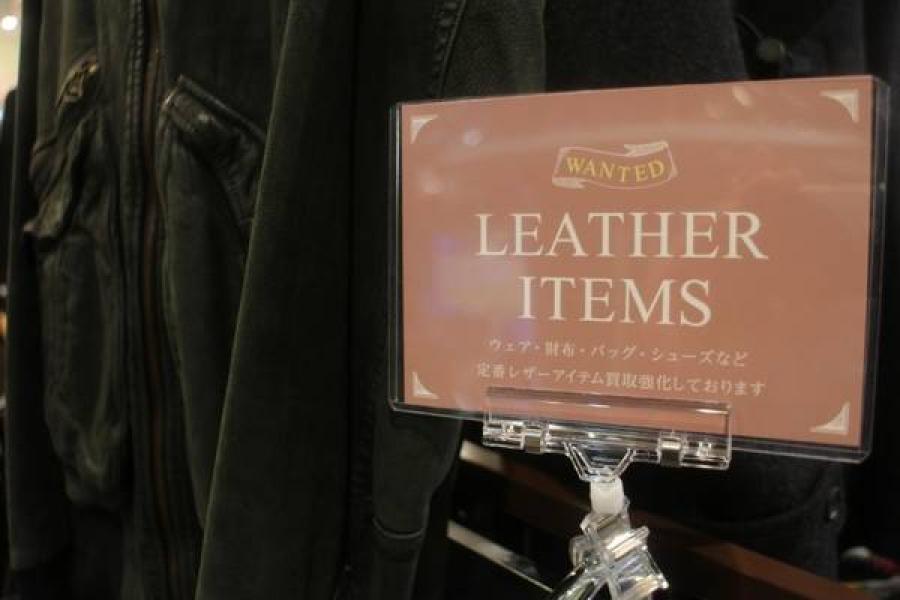 WANTED
LEATHER
ITEMS
ウェア・財布・バッグ・シューズなど
定番レザーアイテム買取強化しております